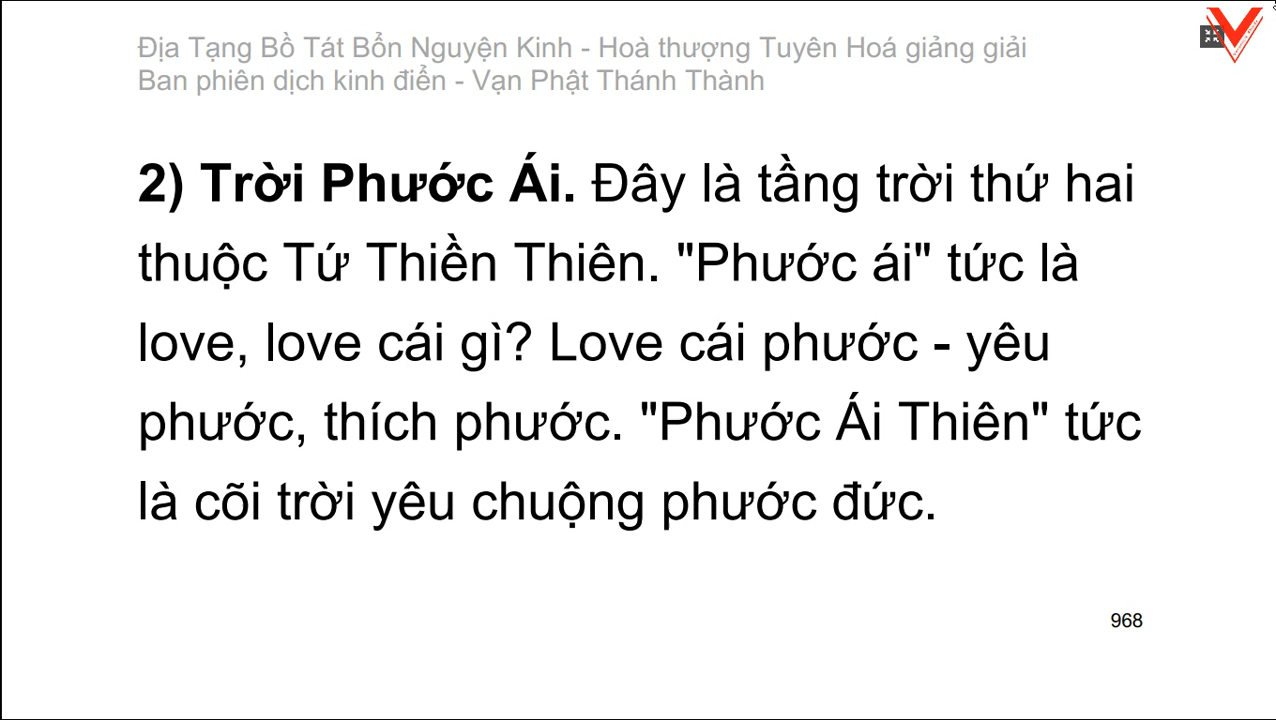 Địa Tạng Bồ Tát Bổn Nguyện Kinh - Hoà thượng Tuyên Hoá giảng giải
Ban phiên dịch kinh điển - Vạn Phật Thánh Thành
2) Trời Phước Ái. Đây là tầng trời thứ hai
thuộc Tứ Thiền Thiên. "Phước ái" tức là
love, love cái gì? Love cái phước - yêu
phước, thích phước. "Phước Ái Thiên" tức
là cõi trời yêu chuộng phước đức.
968